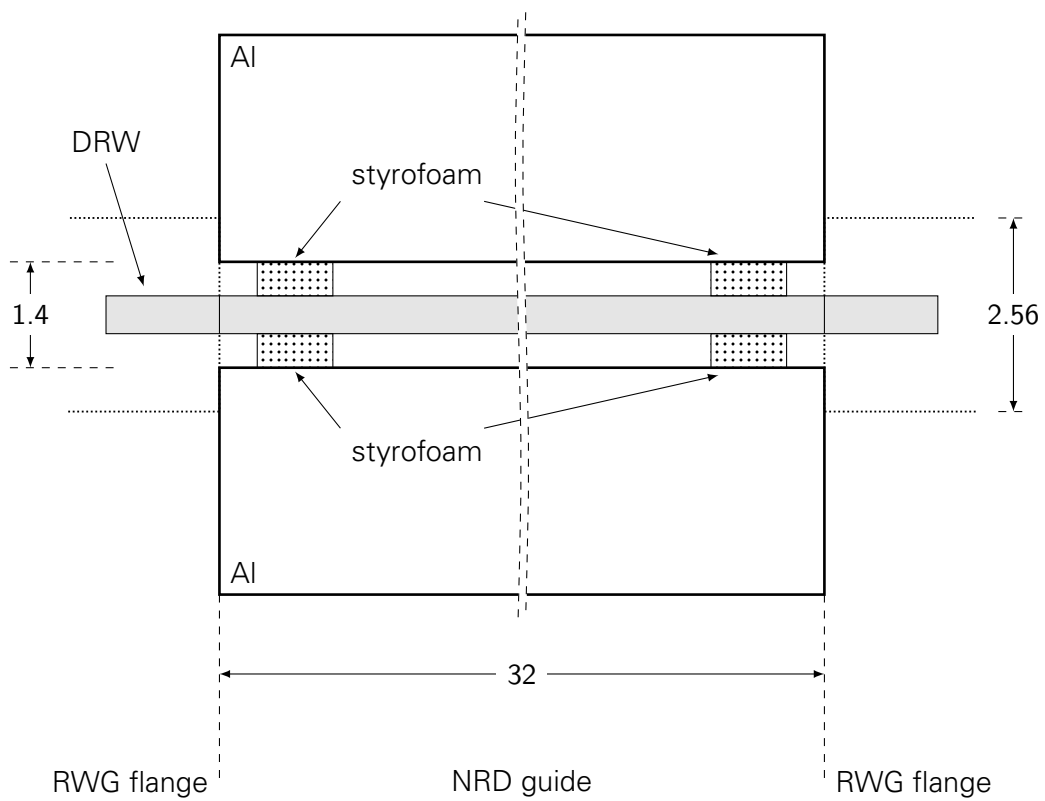 Al
DRW
styrofoam
1.4
2.56
styrofoam
Al
32
RWG flange
NRD guide
RWG flange